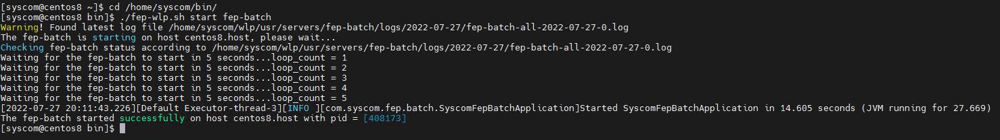 [syscom@centos8 ~]$ cd /home/syscom/bin/
[syscom@centos8 bin]$ ./fep-wlp.sh start fep-batch
Warning! Found latest log file /home/syscom/wlp/usr/servers/fep-batch/logs/2022-07-27/fep-batch-all-2022-07-27-0.log
The fep-batch is starting on host centos8.host, please wait...
Checking fep-batch status according to /home/syscom/wlp/usr/servers/fep-batch/logs/2022-07-27/fep-batch-all-2022-07-27-0.log
Waiting for the fep-batch to start in 5 seconds...loop_count = 1
Waiting for the fep-batch to start in 5 seconds...loop_count = 2
Waiting for the fep-batch to start in 5 seconds...loop_count = 3
Waiting for the fep-batch to start in 5 seconds...loop_count = 4
Waiting for the fep-batch to start in 5 seconds...loop_count = 5
[2022-07-27 20:11:43.226][Default Executor-thread-3][INFO ][com.syscom.fep.batch.SyscomFepBatchApplication]Started SyscomFepBatchApplication in 14.605 seconds (JVM running for 27.669)
The fep-batch started successfully on host centos8.host with pid = [408173]
[syscom@centos8 bin]$